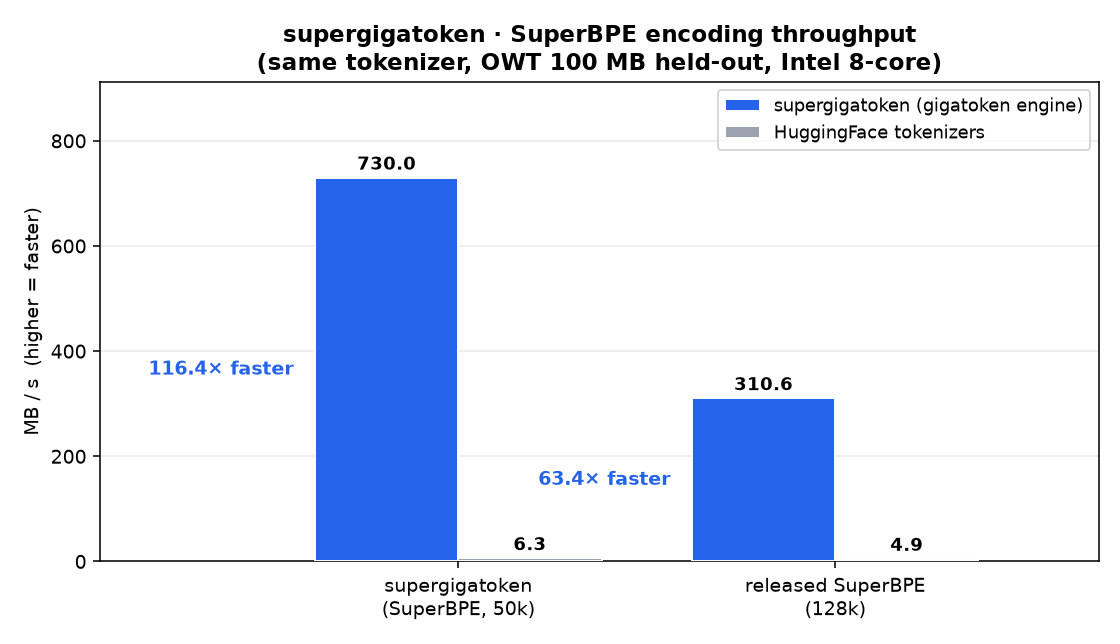 supergigatoken · SuperBPE encoding throughput
(same tokenizer, OWT 100 MB held-out, Intel 8-core)
supergigatoken (gigatoken engine)
HuggingFace tokenizers
MB / s  (higher = faster)
800
600
400
200
0
730.0
116.4× faster
6.3
310.6
63.4× faster
4.9
supergigatoken
(SuperBPE, 50k)
released SuperBPE
(128k)